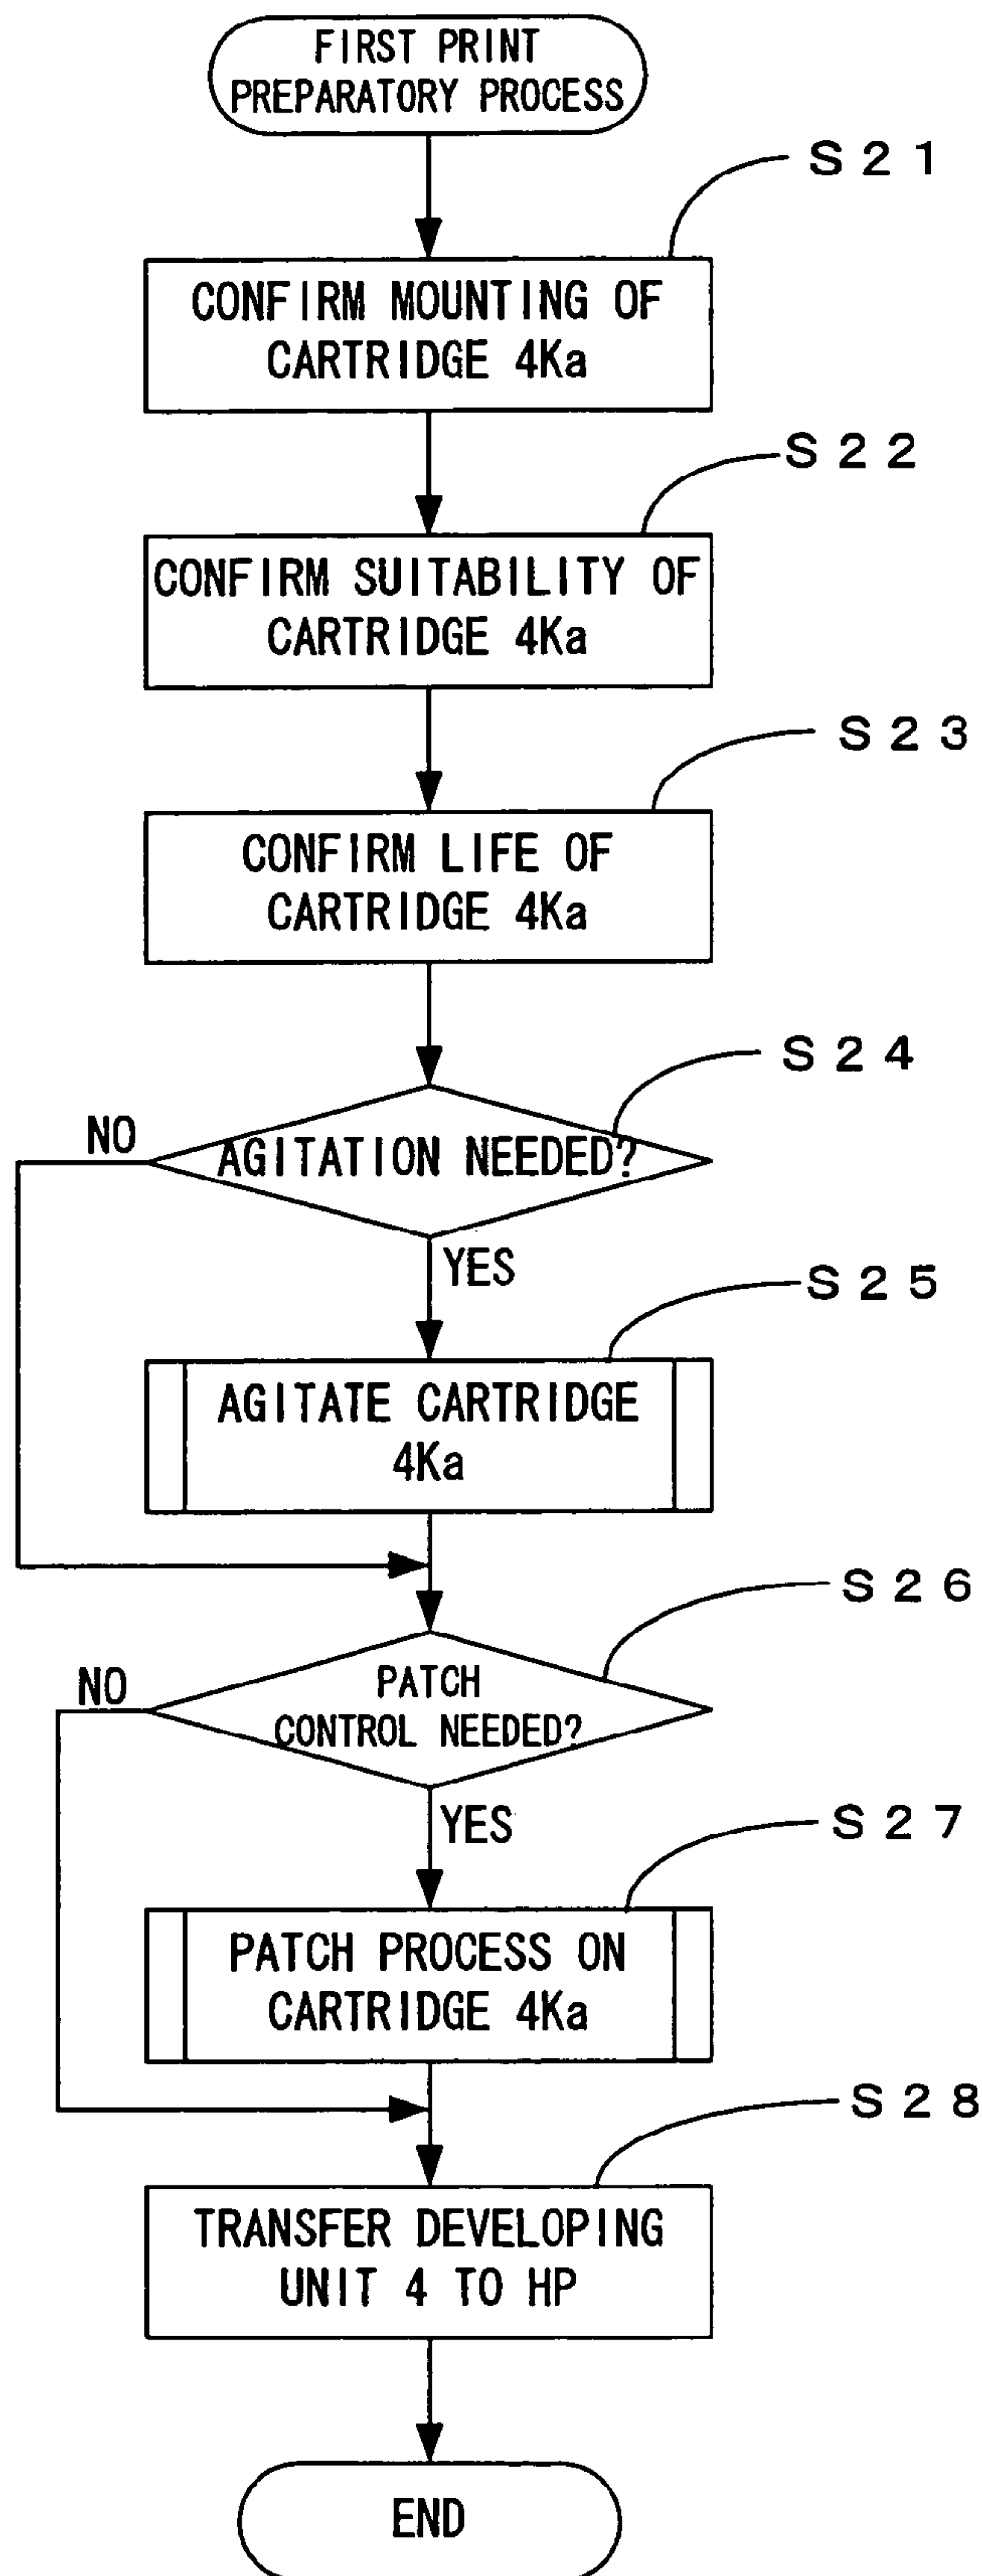 FIRST PRINT
PREPARATORY PROCESS
S21
CONFIRM MOUNTING OF
CARTRIDGE 4Ka
S22
CONFIRM SUITABILITY OF
CARTRIDGE 4Ka
S23
CONFIRM LIFE OF
CARTRIDGE 4Ka
S24
NO
AGITATION NEEDED?
YES
S25
AGITATE CARTRIDGE
4Ka
S26
NO
PATCH
CONTROL NEEDED?
YES
S27
PATCH PROCESS ON
CARTRIDGE 4Ka
S28
TRANSFER DEVELOPING
UNIT 4 TO HP
END